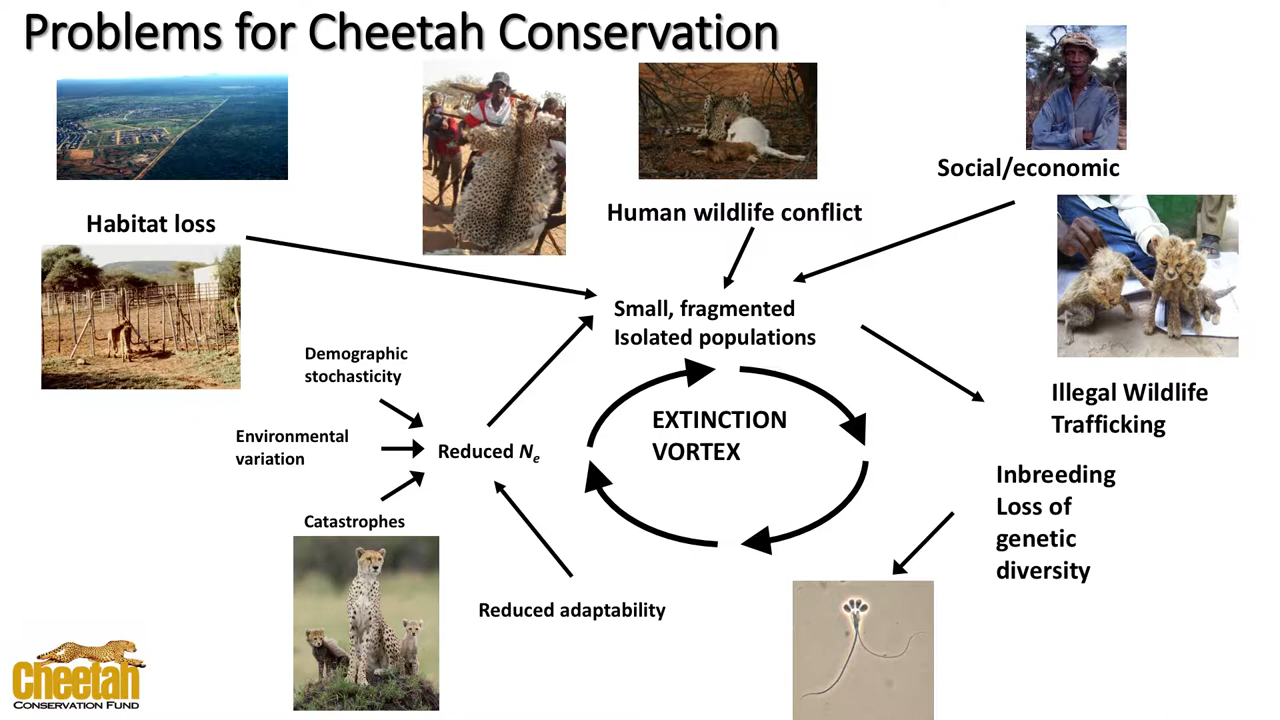 Problems for Cheetah Conservation
Social/economic
Habitat loss
Human wildlife conflict
Small, fragmented
Isolated populations
Demographic
stochasticity
Illegal Wildlife
Trafficking
EXTINCTION
VORTEX
Environmental
variation
Reduced Ne
Inbreeding
Loss of
genetic
diversity
Catastrophes
Reduced adaptability
Cheetah
CONSERVATION FUND